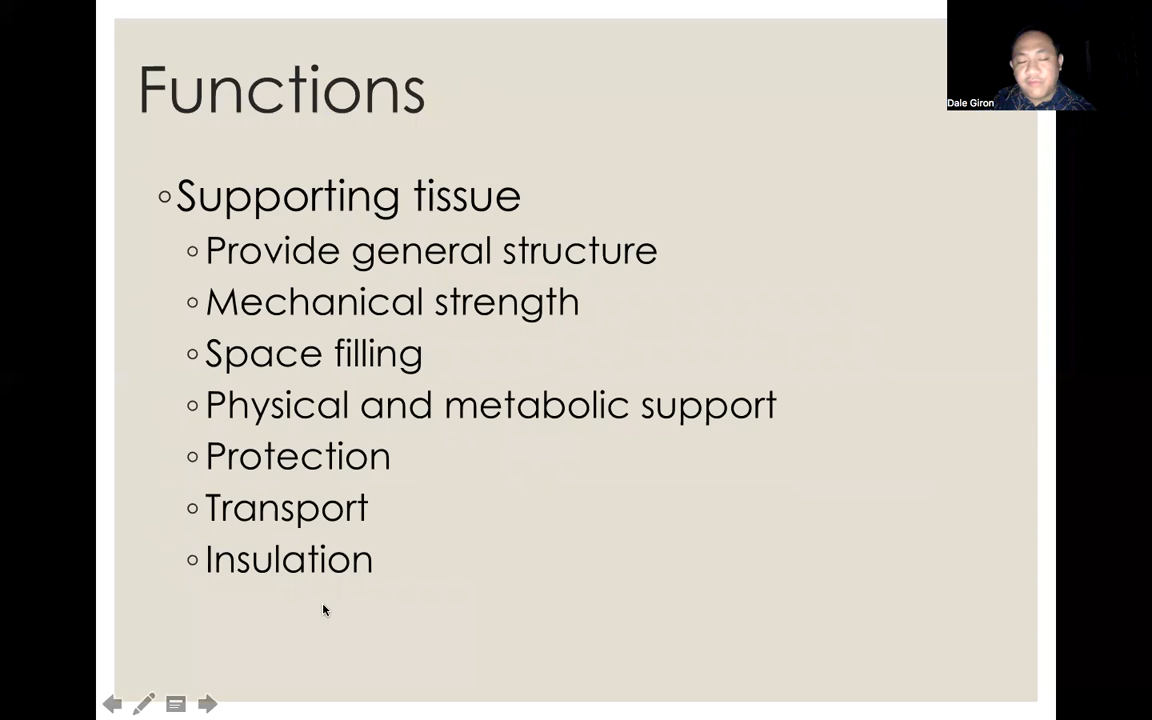 Functions
Dale Giron
◦Supporting tissue
◦Provide general structure
◦Mechanical strength
◦Space filling
◦Physical and metabolic support
◦Protection
◦Transport
◦Insulation